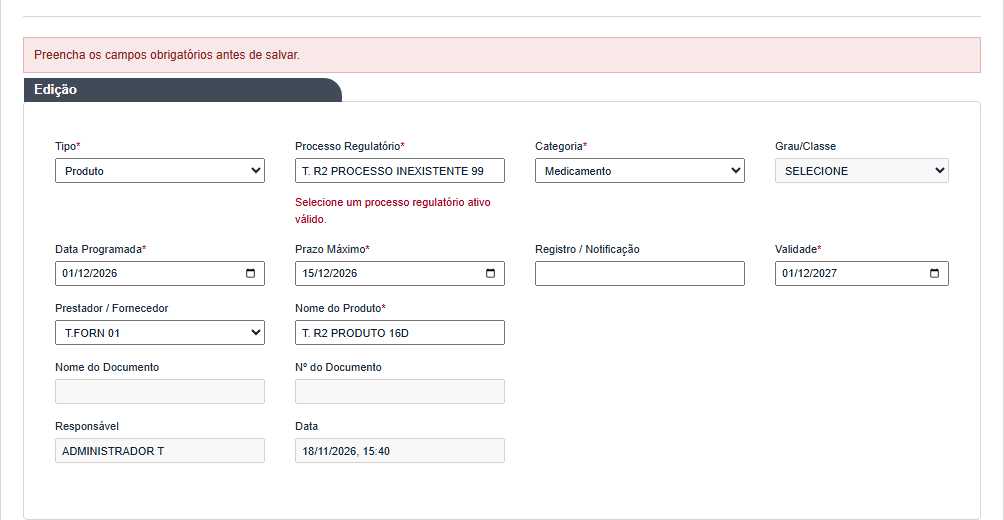 Preencha os campos obrigatórios antes de salvar.
Edição
Tipo* Processo Regulatório* Categoria* Grau/Classe
Produto T. R2 PROCESSO INEXISTENTE 99 Medicamento SELECIONE
Selecione um processo regulatório ativo
válido.
Data Programada* Prazo Máximo* Registro / Notificação Validade*
01/12/2026 15/12/2026 01/12/2027
Prestador / Fornecedor Nome do Produto*
T.FORN 01 T. R2 PRODUTO 16D
Nome do Documento Nº do Documento
Responsável Data
ADMINISTRADOR T 18/11/2026, 15:40